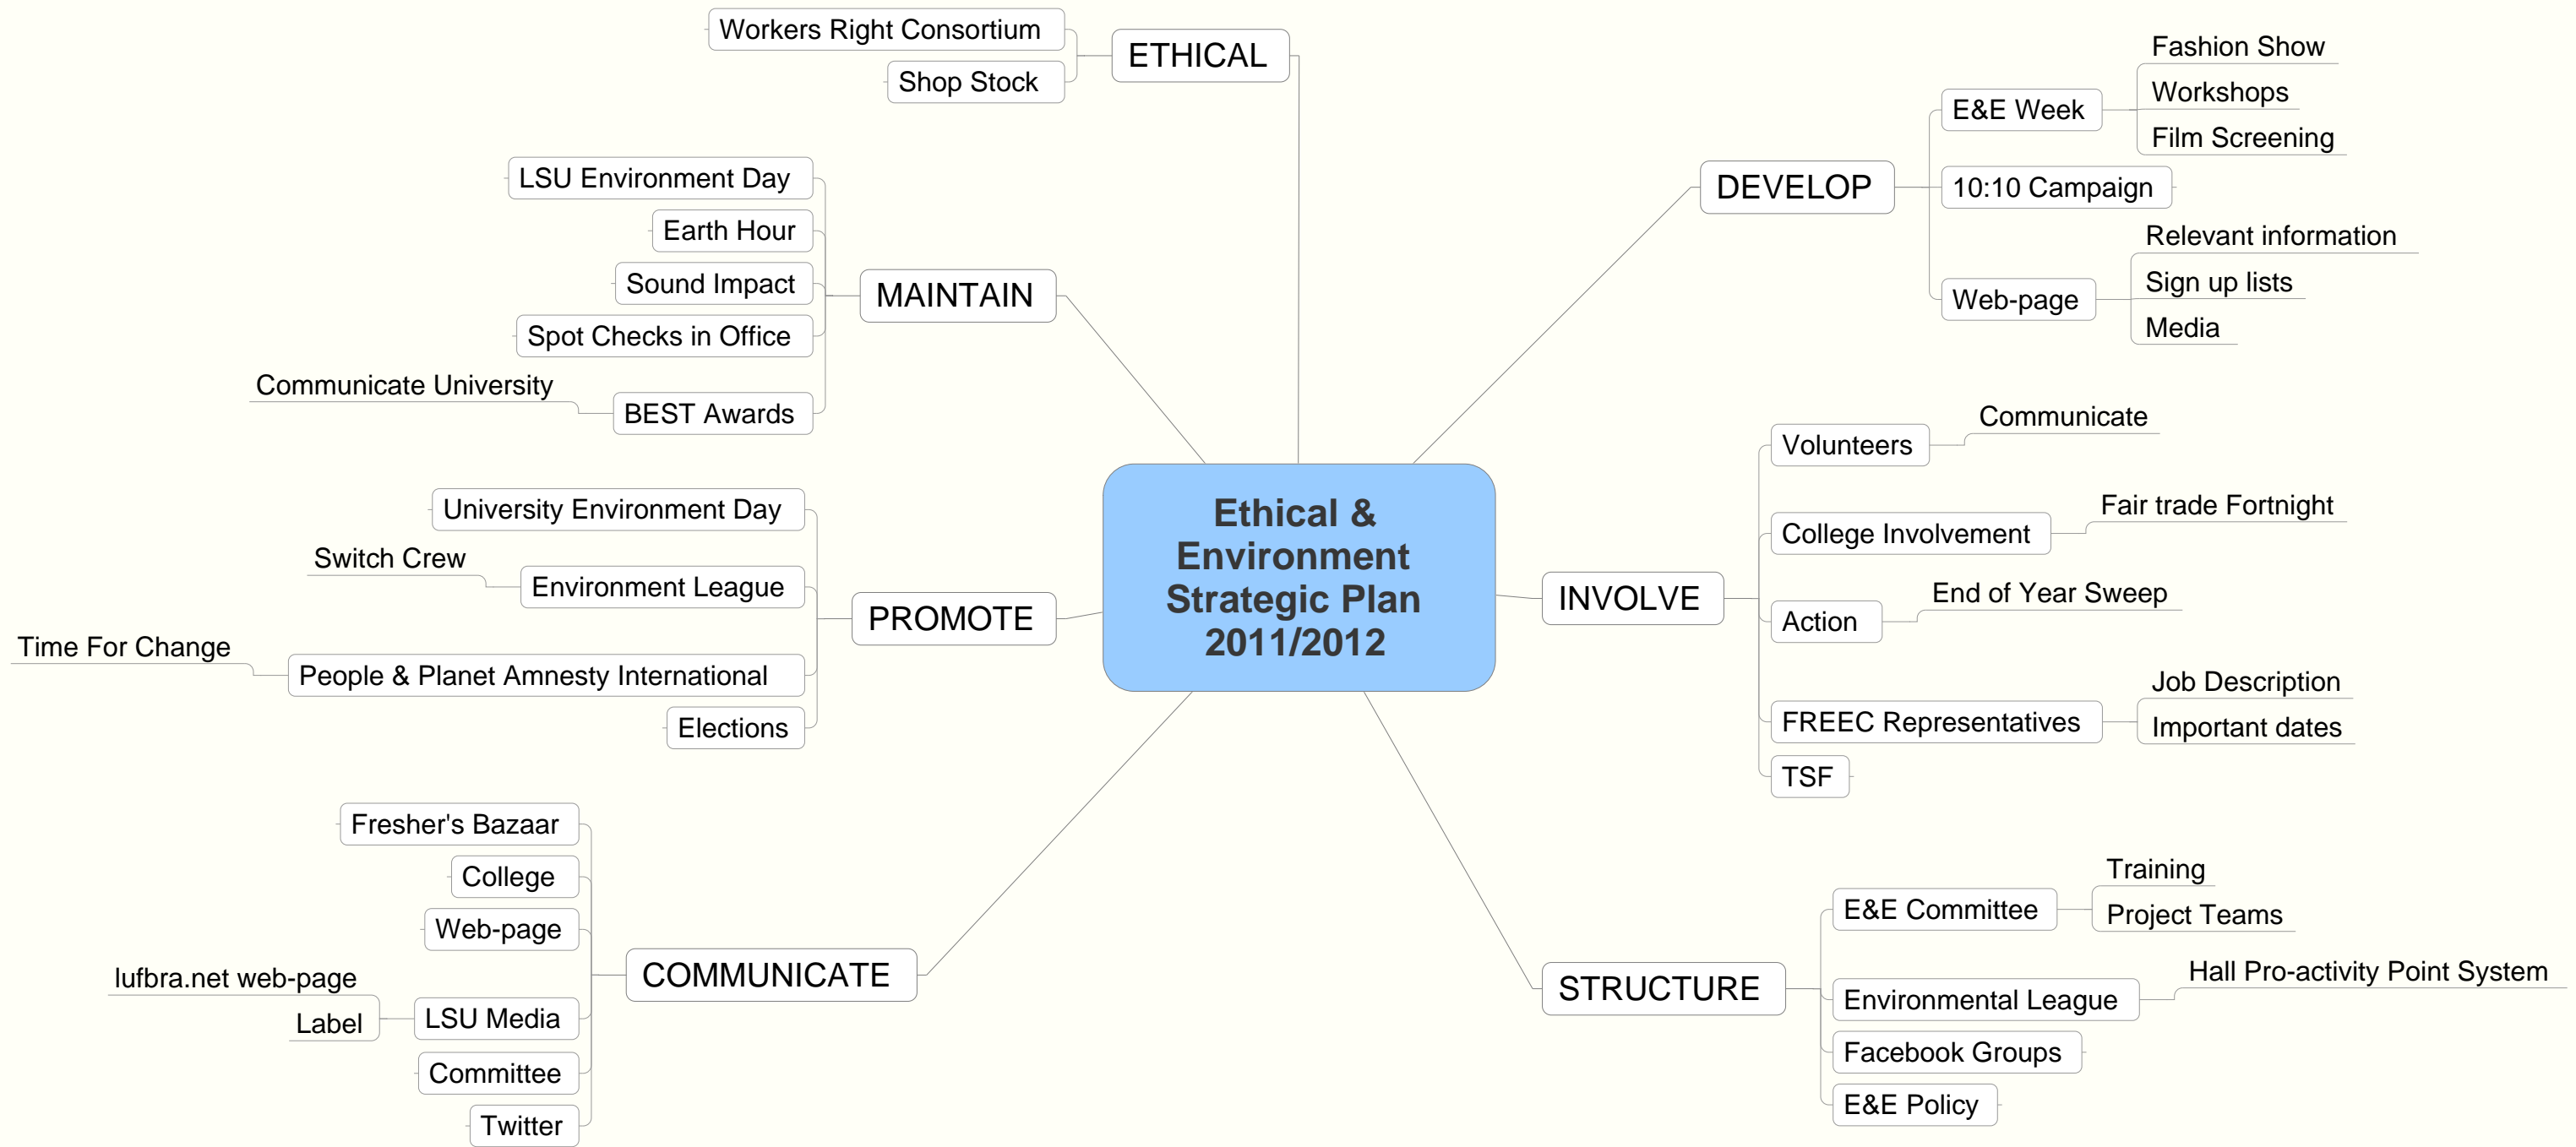 Ethical &
Environment
Strategic Plan
2011/2012
ETHICAL
Workers Right Consortium
Shop Stock
MAINTAIN
LSU Environment Day
Earth Hour
Sound Impact
Spot Checks in Office
BEST Awards
Communicate University
PROMOTE
University Environment Day
Environment League
Switch Crew
People & Planet Amnesty International
Time For Change
Elections
COMMUNICATE
Fresher's Bazaar
College
Web-page
LSU Media
lufbra.net web-page
Label
Committee
Twitter
DEVELOP
E&E Week
Fashion Show
Workshops
Film Screening
10:10 Campaign
Web-page
Relevant information
Sign up lists
Media
INVOLVE
Volunteers
Communicate
College Involvement
Fair trade Fortnight
Action
End of Year Sweep
FREEC Representatives
Job Description
Important dates
TSF
STRUCTURE
E&E Committee
Training
Project Teams
Environmental League
Hall Pro-activity Point System
Facebook Groups
E&E Policy